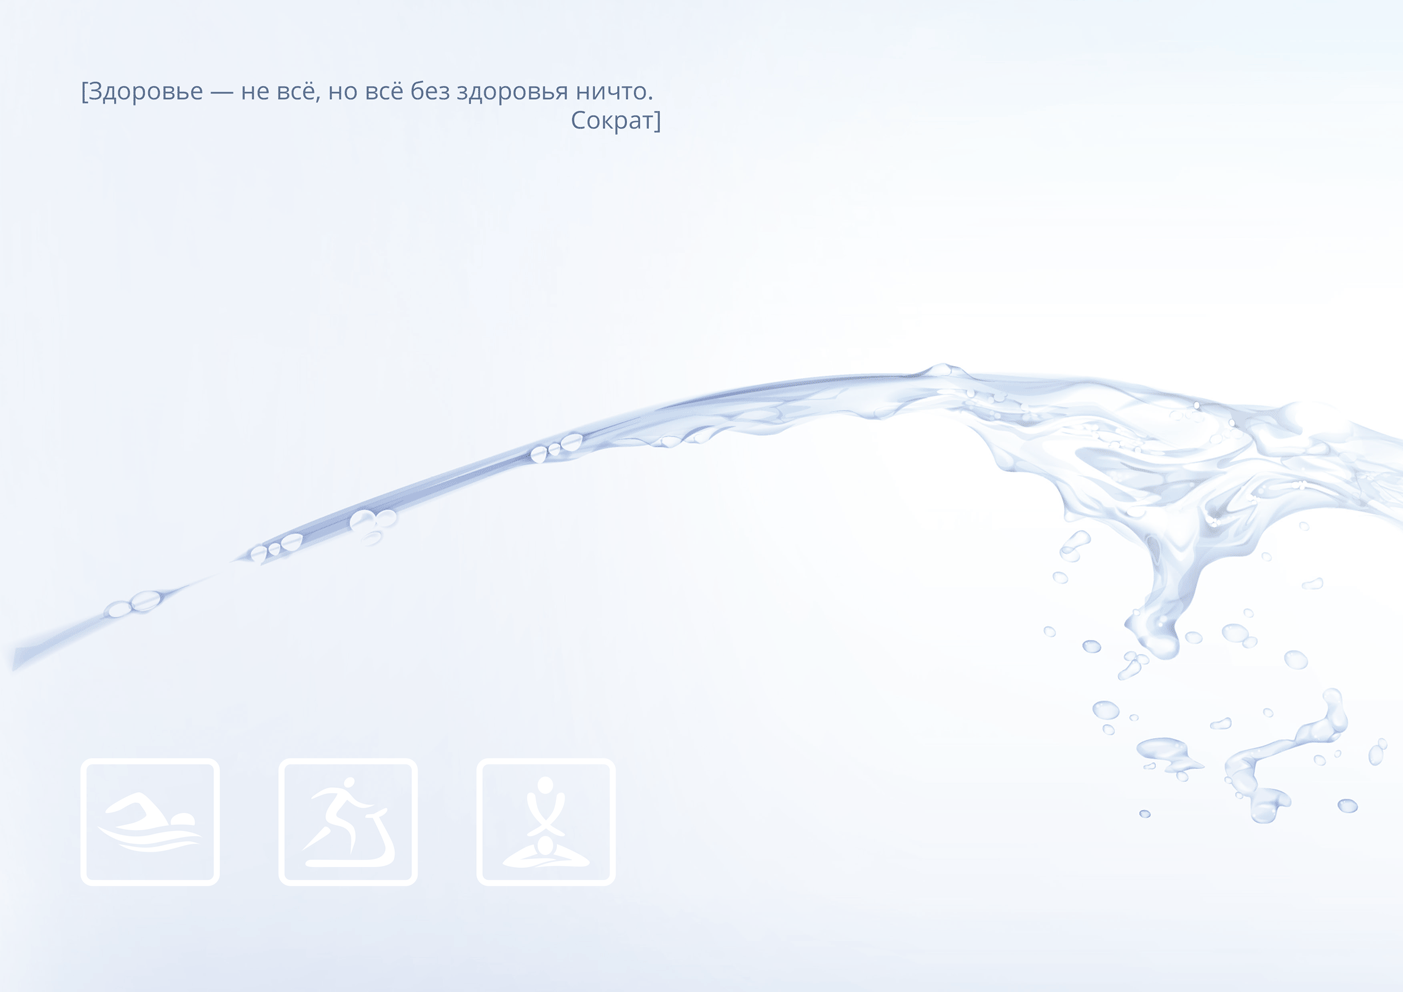 [Здоровье — не всё, но всё без здоровья ничто.
Сократ]